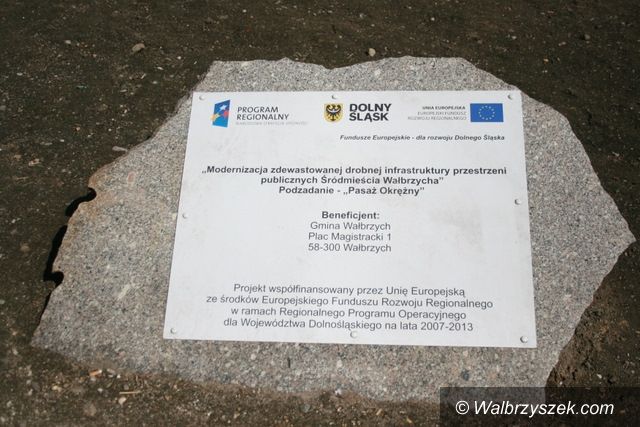 PROGRAM
REGIONALNY
NARODOWA STRATEGIA SPÓJNOŚCI
DOLNY
ŚLĄSK
UNIA EUROPEJSKA
EUROPEJSKI FUNDUSZ
ROZWOJU REGIONALNEGO
Fundusze Europejskie - dla rozwoju Dolnego Śląska
„Modernizacja zdewastowanej drobnej infrastruktury przestrzeni
publicznych Śródmieścia Wałbrzycha"
Podzadanie - „Pasaż Okrężny"
Beneficjent:
Gmina Wałbrzych
Plac Magistracki 1
58-300 Wałbrzych
Projekt współfinansowany przez Unię Europejską
ze środków Europejskiego Funduszu Rozwoju Regionalnego
w ramach Regionalnego Programu Operacyjnego
dla Województwa Dolnośląskiego na lata 2007-2013
© Walbrzyszek.com